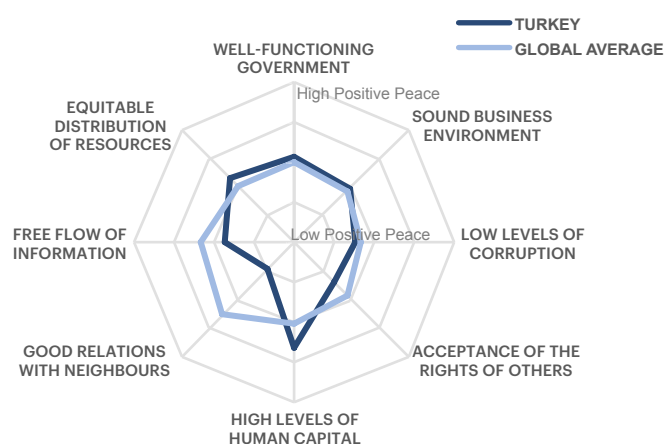 TURKEY
GLOBAL AVERAGE
WELL-FUNCTIONING
GOVERNMENT
High Positive Peace
EQUITABLE
DISTRIBUTION
OF RESOURCES
SOUND BUSINESS
ENVIRONMENT
FREE FLOW OF
INFORMATION
Low Positive Peace
LOW LEVELS OF
CORRUPTION
GOOD RELATIONS
WITH NEIGHBOURS
ACCEPTANCE OF THE
RIGHTS OF OTHERS
HIGH LEVELS OF
HUMAN CAPITAL